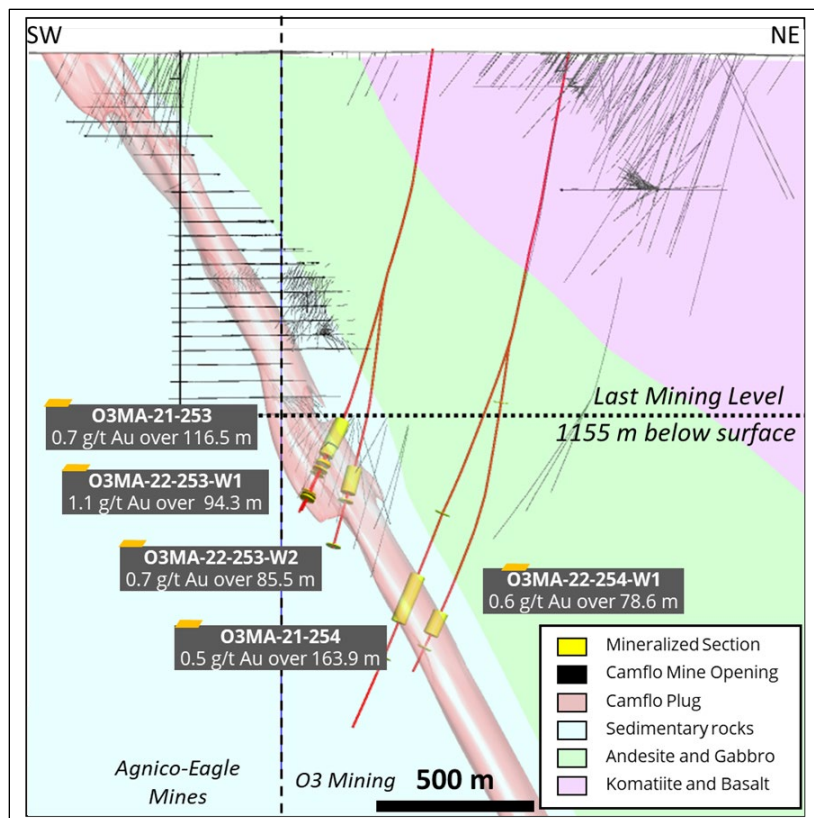 SW
NE
Last Mining Level
1155 m below surface
O3MA-21-253
0.7 g/t Au over 116.5 m
O3MA-22-253-W1
1.1 g/t Au over 94.3 m
O3MA-22-253-W2
0.7 g/t Au over 85.5 m
O3MA-22-254-W1
0.6 g/t Au over 78.6 m
O3MA-21-254
0.5 g/t Au over 163.9 m
Mineralized Section
Camflo Mine Opening
Camflo Plug
Sedimentary rocks
Andesite and Gabbro
Komatiite and Basalt
Agnico-Eagle
Mines
O3 Mining
500 m